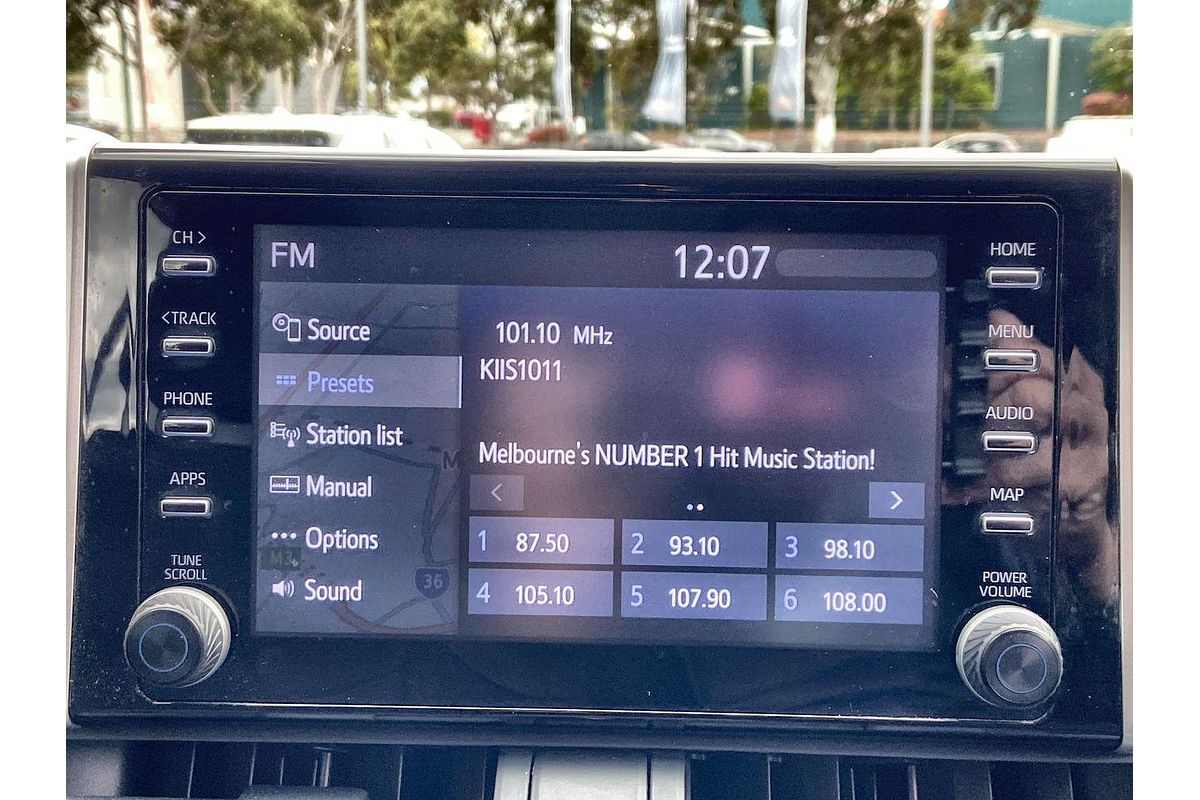 CH >
<TRACK
PHONE
APPS
TUNE
SCROLL
FM
12:07
Source
Presets
Station list
Manual
Options
Sound
M
M3
36
101.10 MHz
KIIS1011
Melbourne's NUMBER 1 Hit Music Station!
< >
1 87.50
2 93.10
3 98.10
4 105.10
5 107.90
6 108.00
HOME
MENU
AUDIO
MAP
POWER
VOLUME